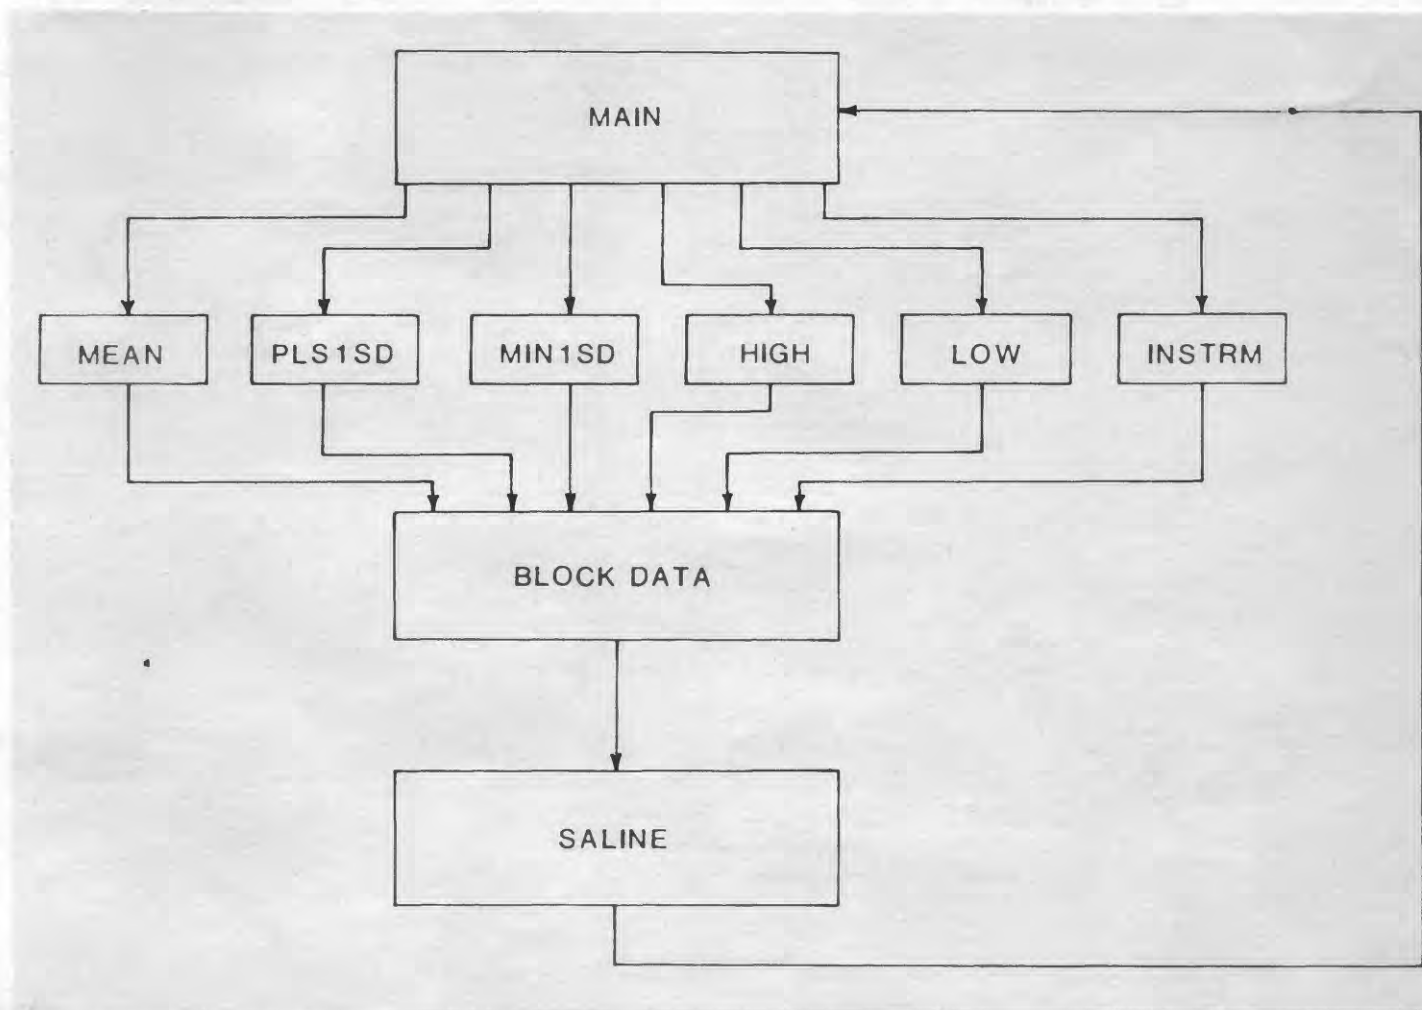 MAIN
MEAN
PLS1SD
MIN1SD
HIGH
LOW
INSTRM
BLOCK DATA
SALINE